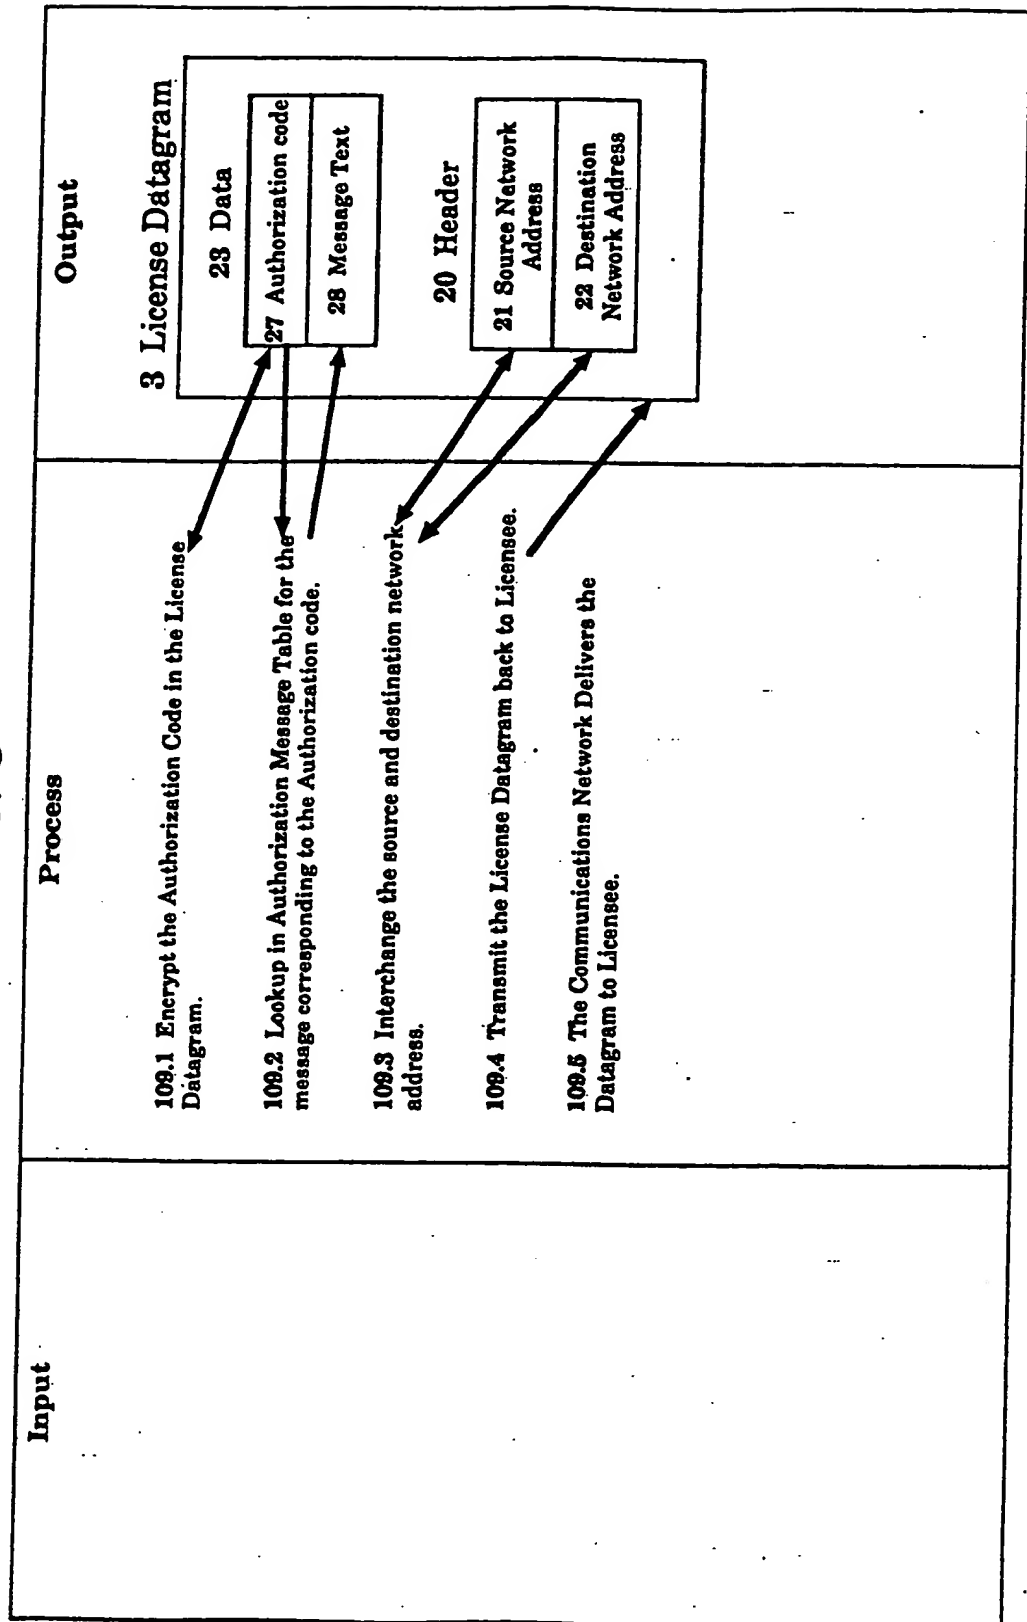 Input
Process
Output
109.1 Encrypt the Authorization Code in the License
Datagram.
109.2 Lookup in Authorization Message Table for the
message corresponding to the Authorization code.
109.3 Interchange the source and destination network
address.
109.4 Transmit the License Datagram back to Licensee.
109.5 The Communications Network Delivers the
Datagram to Licensee.
3 License Datagram
23 Data
27 Authorization code
28 Message Text
20 Header
21 Source Network
Address
22 Destination
Network Address